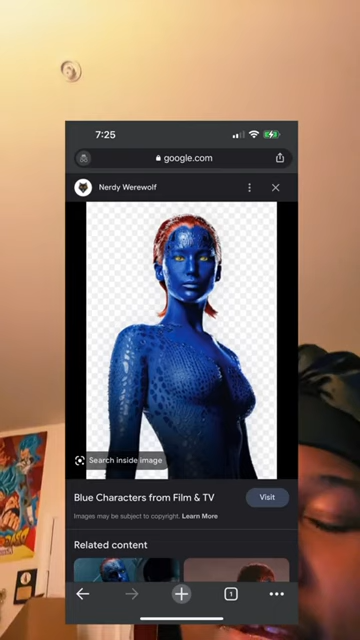 7:25
google.com
Nerdy Werewolf
Search inside image
Blue Characters from Film & TV
Visit
Images may be subject to copyright. Learn More
Related content
1